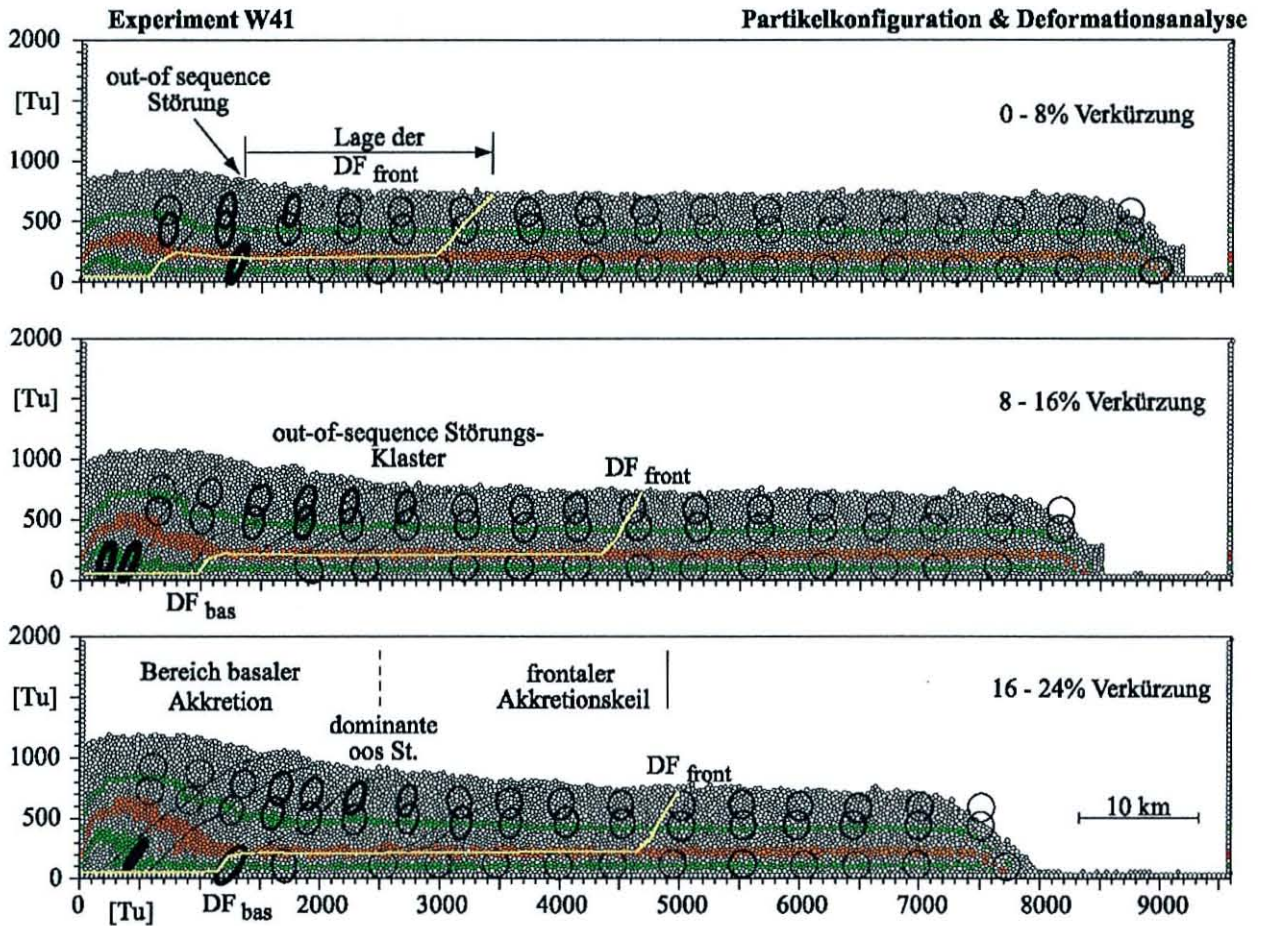 Experiment W41
Partikelkonfiguration & Deformationsanalyse
2000
[Tu]
1000
500
0
out-of sequence
Störung
Lage der
DF front
0 - 8% Verkürzung
2000
[Tu]
1000
500
0
out-of-sequence Störungs-
Klaster
DF front
8 - 16% Verkürzung
DF bas
2000
[Tu]
1000
500
0
Bereich basaler
Akkretion
dominante
oos St.
frontaler
Akkretionskeil
DF front
16 - 24% Verkürzung
10 km
0 [Tu] DF bas 2000 3000 4000 5000 6000 7000 8000 9000